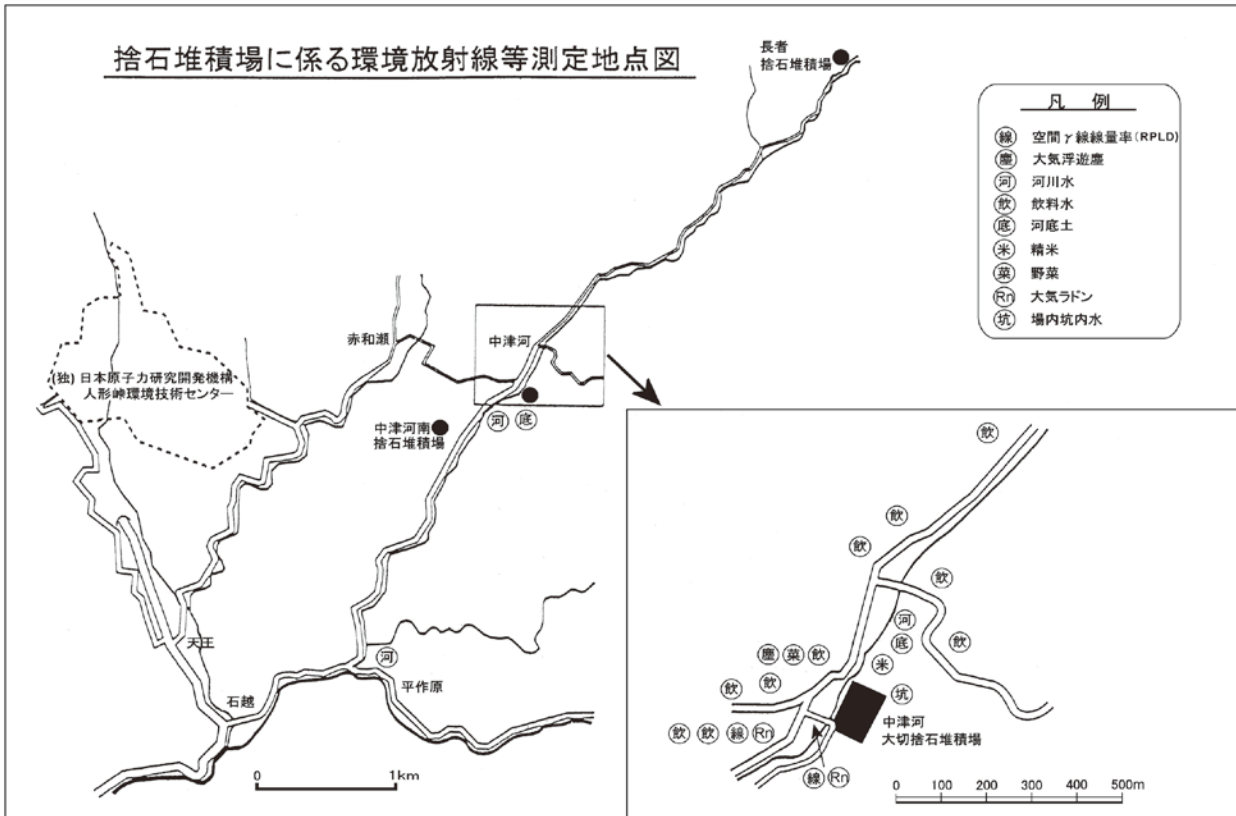 捨石堆積場に係る環境放射線等測定地点図
長者
捨石堆積場
凡 例
線 空間γ線線量率(RPLD)
塵 大気浮遊塵
河 河川水
飲 飲料水
底 河底土
米 精米
菜 野菜
Rn 大気ラドン
坑 場内坑内水
赤和瀬
中津河
(独)日本原子力研究開発機構
人形峠環境技術センター
河 底
中津河南
捨石堆積場
天王
石越
河
平作原
0 1km
飲
飲
飲
飲
河
底
飲
塵 菜 飲
米
飲 飲
坑
中津河
大切捨石堆積場
飲 飲 線 Rn
線 Rn
0 100 200 300 400 500m